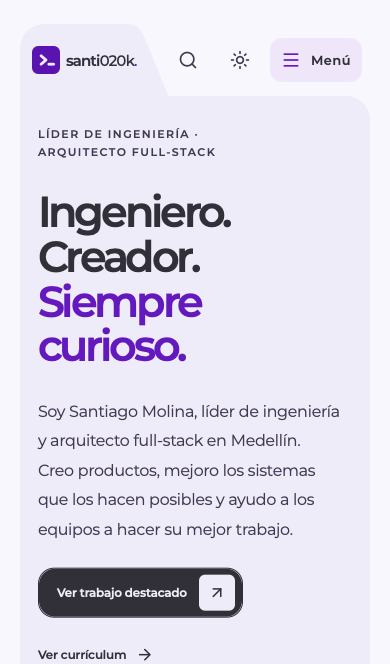 santi020k.
Menú
LÍDER DE INGENIERÍA ·
ARQUITECTO FULL-STACK
Ingeniero.
Creador.
Siempre
curioso.
Soy Santiago Molina, líder de ingeniería
y arquitecto full-stack en Medellín.
Creo productos, mejoro los sistemas
que los hacen posibles y ayudo a los
equipos a hacer su mejor trabajo.
Ver trabajo destacado
Ver currículum